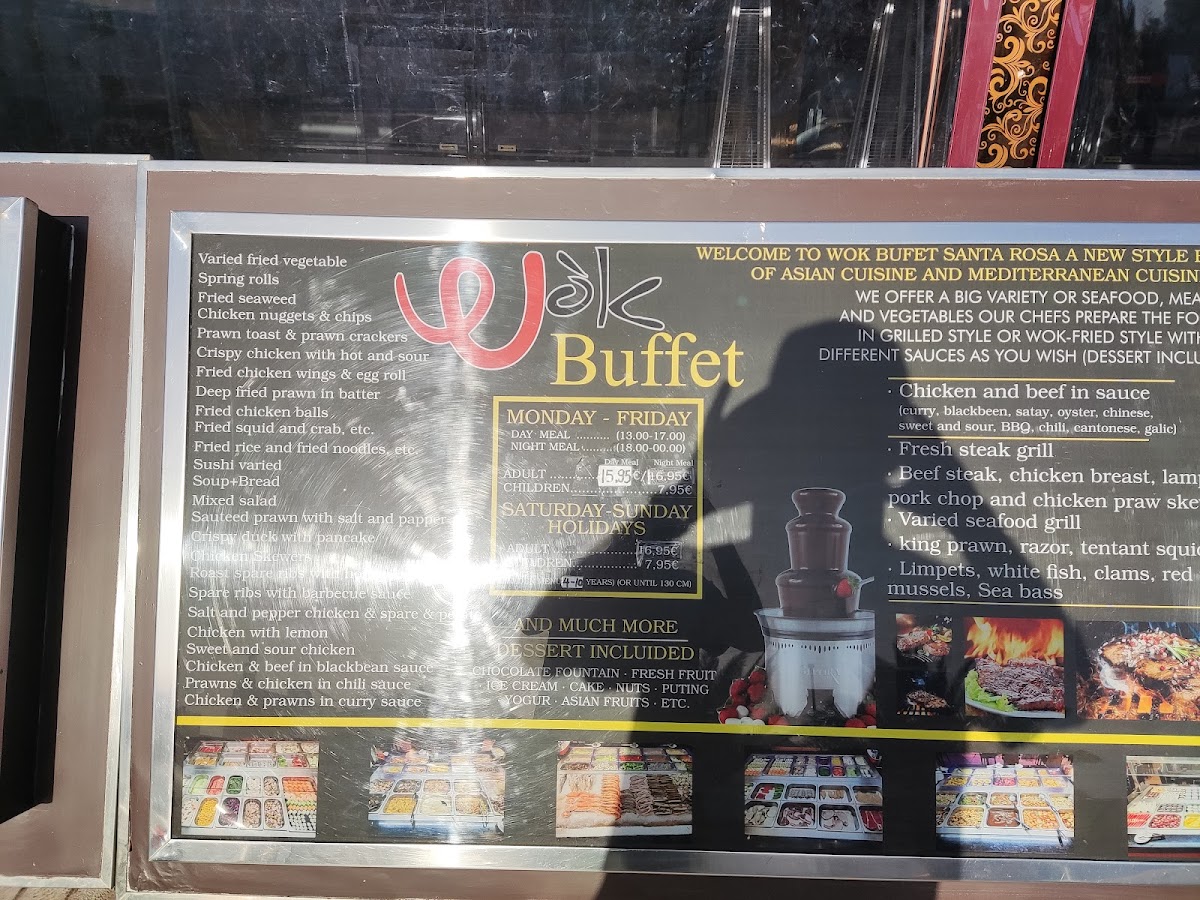 Varied fried vegetable
Spring rolls
Fried seaweed
Chicken nuggets & chips
Prawn toast & prawn crackers
Crispy chicken with hot and sour
Fried chicken wings & egg roll
Deep fried prawn in batter
Fried chicken balls
Fried squid and crab, etc.
Fried rice and fried noodles, etc.
Sushi varied
Soup+Bread
Mixed salad
Sauteed prawn with salt and papper
Crispy duck with pancake
Chicken Skewers
Roast spare
Spare ribs with barbecue sauce
Salt and pepper chicken & spare &
Chicken with lemon
Sweet and sour chicken
Chicken & beef in blackbean sauce
Prawns & chicken in chili sauce
Chicken & prawns in curry sauce
Wok
Buffet
MONDAY - FRIDAY
DAY MEAL .......... (13.00-17.00)
NIGHT MEAL ......... (18.00-00.00)
Day Meal Night Meal
ADULT ............ 15.95€/16.95€
CHILDREN.................. 7.95€
SATURDAY-SUNDAY
HOLIDAYS
ADULT ...................... 16,95€
CHILDREN.................. 7,95€
4-10 YEARS) (OR UNTIL 130 CM)
AND MUCH MORE
DESSERT INCLUIDED
CHOCOLATE FOUNTAIN · FRESH FRUIT
ICE CREAM · CAKE · NUTS · PUTING
YOGUR · ASIAN FRUITS · ETC.
WELCOME TO WOK BUFET SANTA ROSA A NEW STYLE
OF ASIAN CUISINE AND MEDITERRANEAN CUISIN
WE OFFER A BIG VARIETY OR SEAFOOD, MEA
AND VEGETABLES OUR CHEFS PREPARE THE FO
IN GRILLED STYLE OR WOK-FRIED STYLE WITH
DIFFERENT SAUCES AS YOU WISH (DESSERT INCLU
· Chicken and beef in sauce
(curry, blackbeen, satay, oyster, chinese,
sweet and sour, BBQ, chili, cantonese, galic)
· Fresh steak grill
· Beef steak, chicken breast, lamp
pork chop and chicken praw ske
· Varied seafood grill
· king prawn, razor, tentant squid
· Limpets, white fish, clams, red
mussels, Sea bass